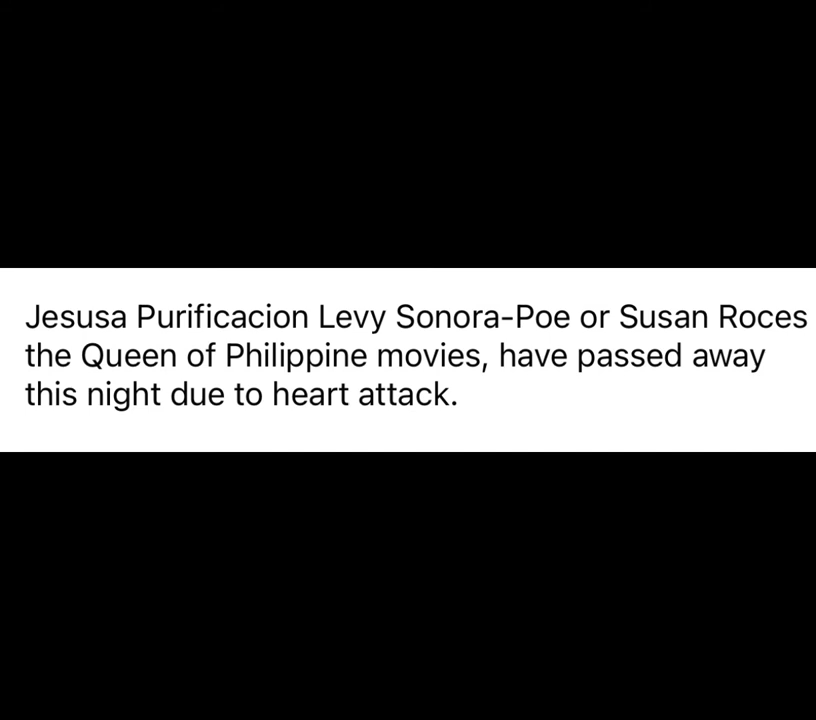 Jesusa Purificacion Levy Sonora-Poe or Susan Roces
the Queen of Philippine movies, have passed away
this night due to heart attack.